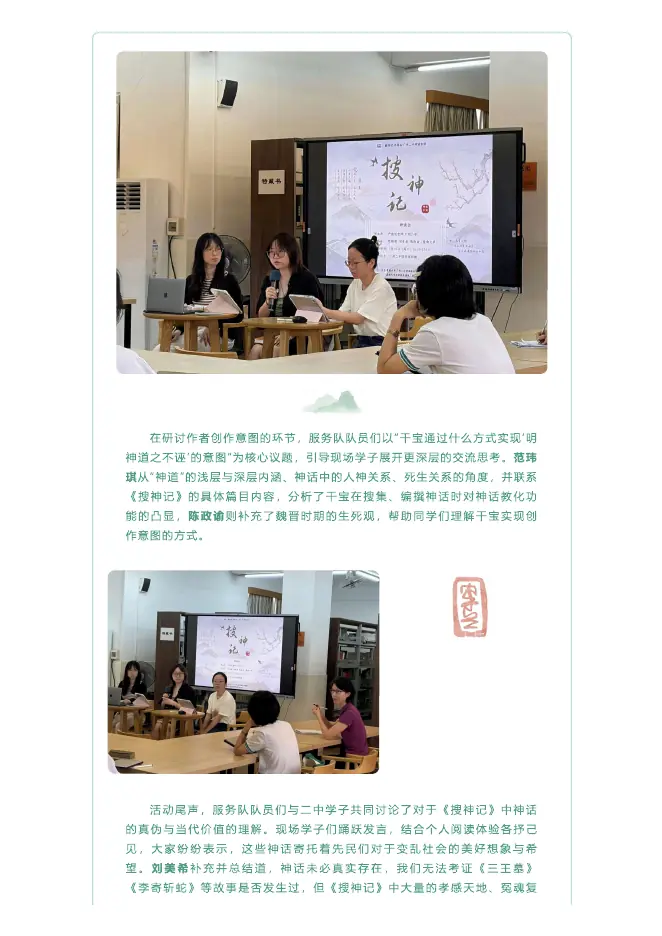 特藏书
搜神记
在研讨作者创作意图的环节，服务队队员们以“干宝通过什么方式实现‘明
神道之不诬’的意图”为核心议题，引导现场学子展开更深层的交流思考。范玮
琪从“神道”的浅层与深层内涵、神话中的人神关系、死生关系的角度，并联系
《搜神记》的具体篇目内容，分析了干宝在搜集、编撰神话时对神话教化功
能的凸显，陈政谕则补充了魏晋时期的生死观，帮助同学们理解干宝实现创
作意图的方式。
特藏书
搜神记
活动尾声，服务队队员们与二中学子共同讨论了对于《搜神记》中神话
的真伪与当代价值的理解。现场学子们踊跃发言，结合个人阅读体验各抒己
见，大家纷纷表示，这些神话寄托着先民们对于变乱社会的美好想象与希
望。刘美希补充并总结道，神话未必真实存在，我们无法考证《三王墓》
《李寄斩蛇》等故事是否发生过，但《搜神记》中大量的孝感天地、冤魂复